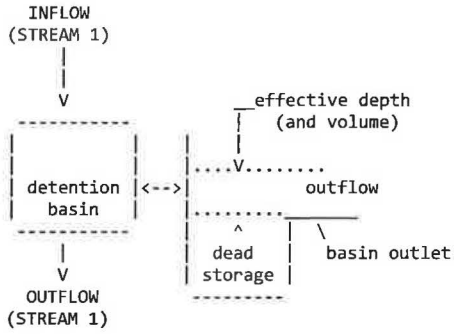 INFLOW
(STREAM 1)
effective depth
(and volume)
detention
basin
outflow
dead
storage
basin outlet
OUTFLOW
(STREAM 1)